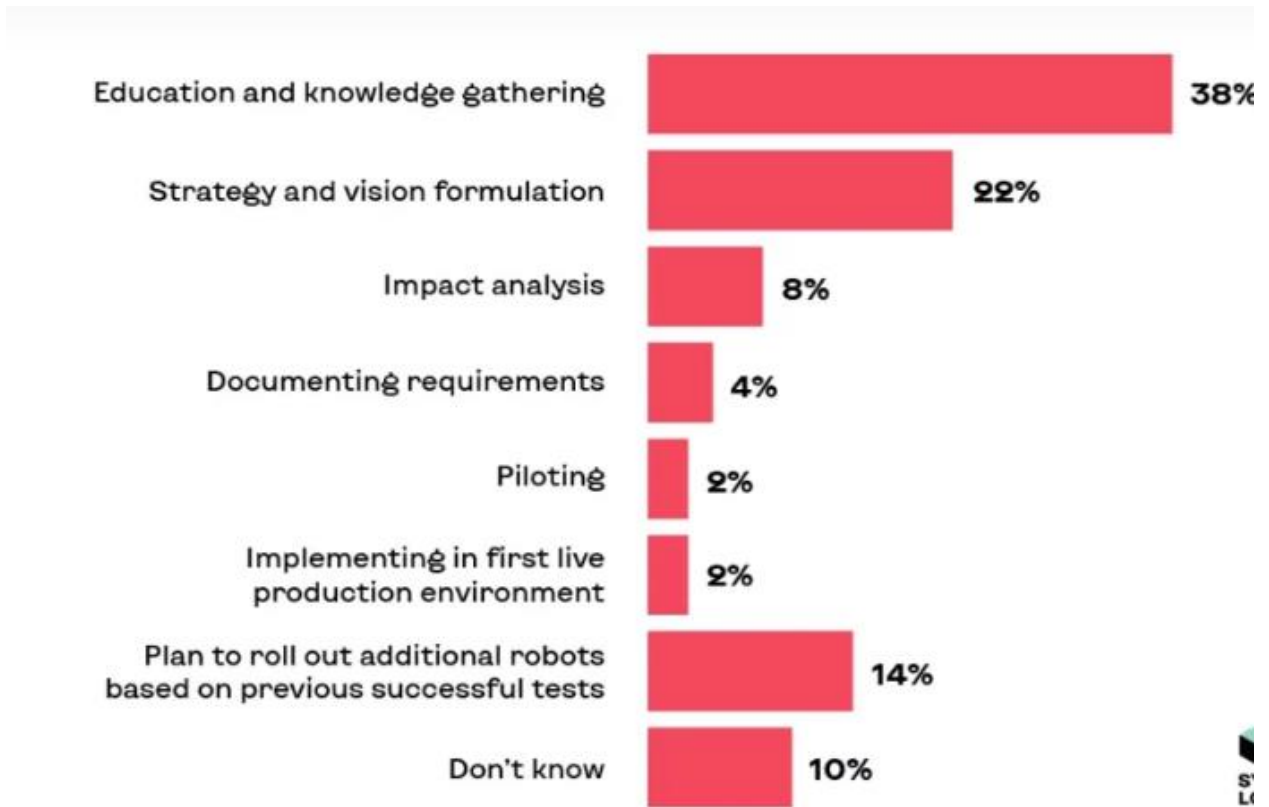 Education and knowledge gathering
38%
Strategy and vision formulation
22%
Impact analysis
8%
Documenting requirements
4%
Piloting
2%
Implementing in first live
production environment
2%
Plan to roll out additional robots
based on previous successful tests
14%
Don't know
10%